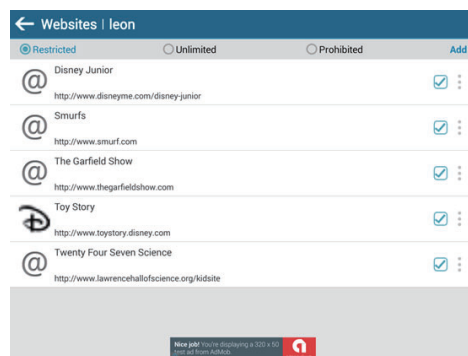 Websites | leon
Restricted Unlimited Prohibited Add
Disney Junior
http://www.disneyme.com/disney-junior
Smurfs
http://www.smurf.com
The Garfield Show
http://www.thegarfieldshow.com
Toy Story
http://www.toystory.disney.com
Twenty Four Seven Science
http://www.lawrencehallofscience.org/kidsite
Nice job! You're displaying a 320 x 50
test ad from AdMob.